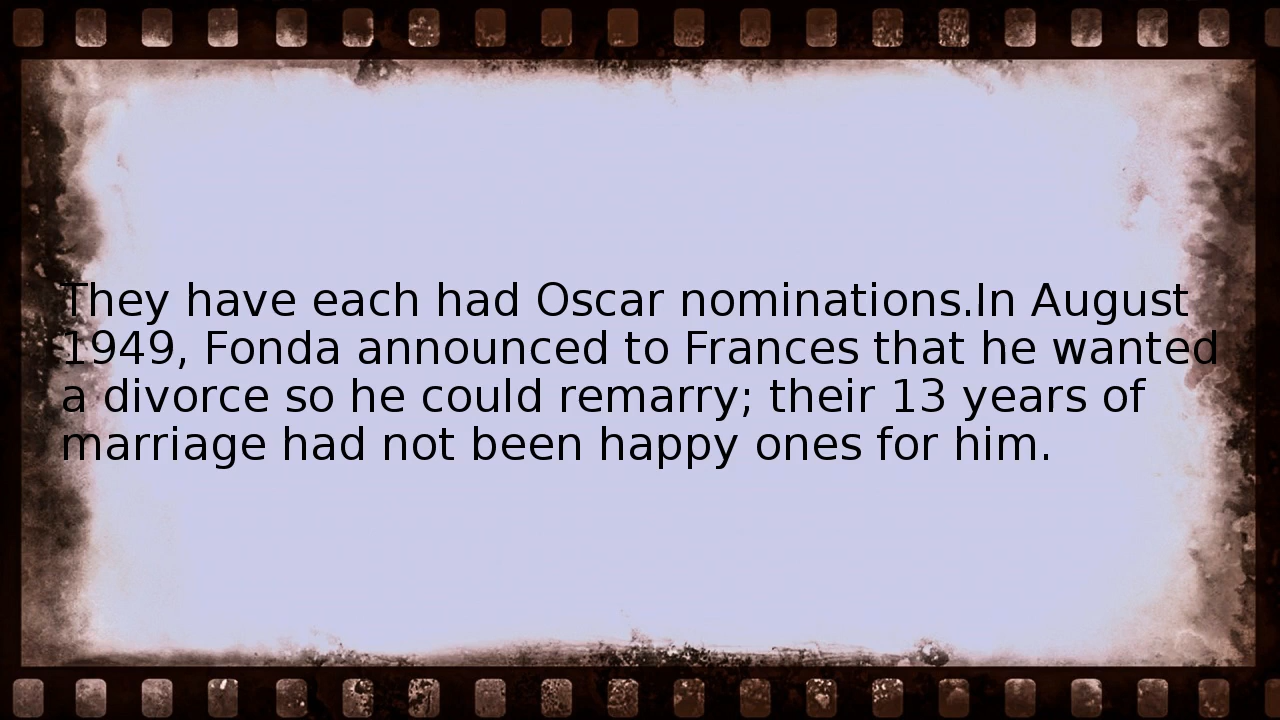 They have each had Oscar nominations.In August
1949, Fonda announced to Frances that he wanted
a divorce so he could remarry; their 13 years of
marriage had not been happy ones for him.